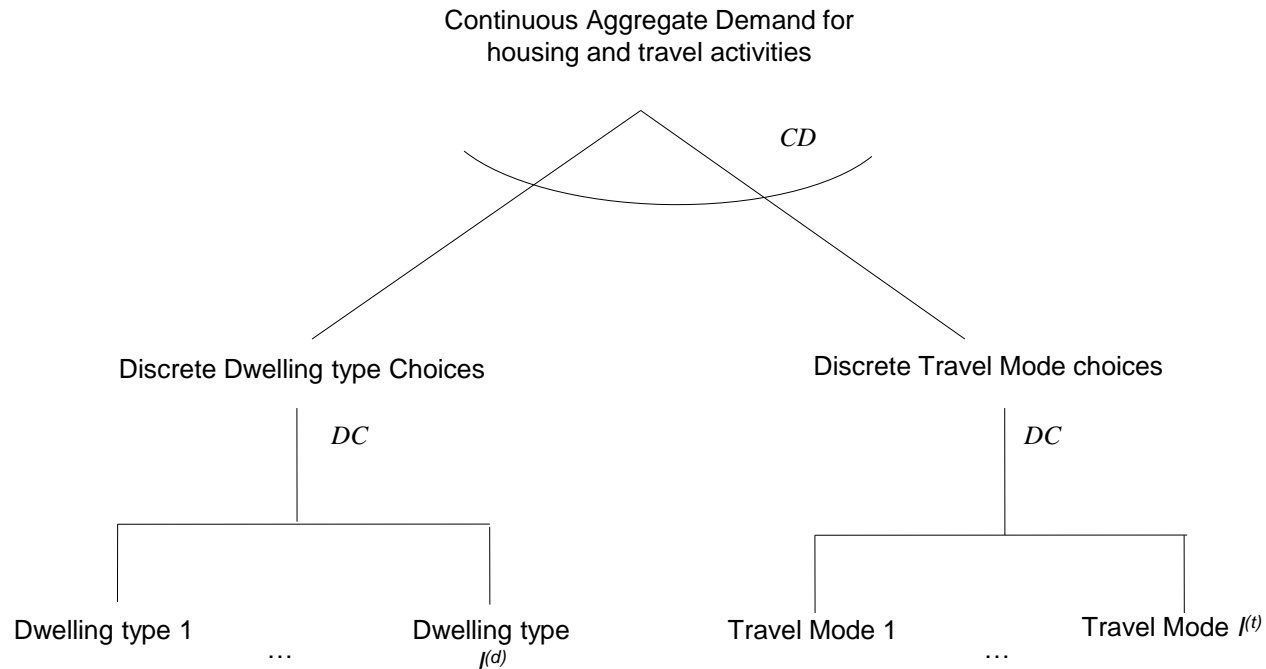 Continuous Aggregate Demand for
housing and travel activities
CD
Discrete Dwelling type Choices
Discrete Travel Mode choices
DC
DC
Dwelling type 1
...
Dwelling type
I(d)
Travel Mode 1
...
Travel Mode I(t)